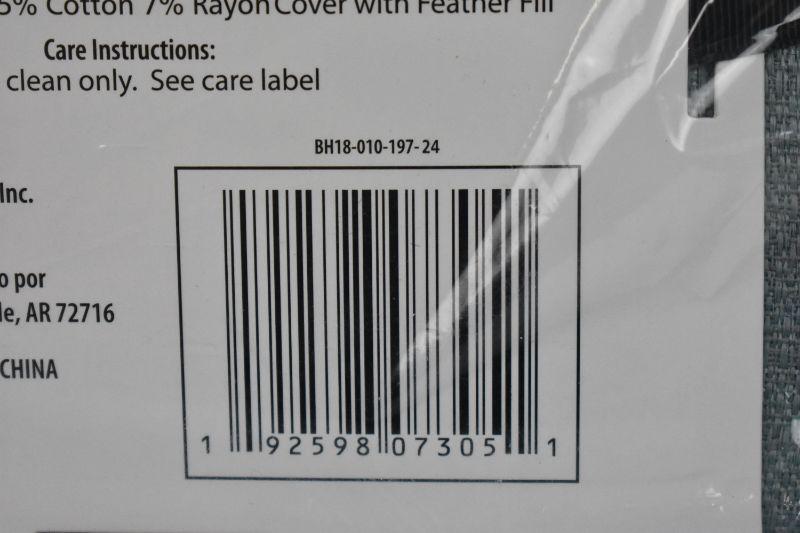 5% Cotton 7% Rayon Cover with Feather Fill
Care Instructions:
clean only. See care label
BH18-010-197-24
Inc.
o por
le, AR 72716
CHINA
1 92598 07305 1